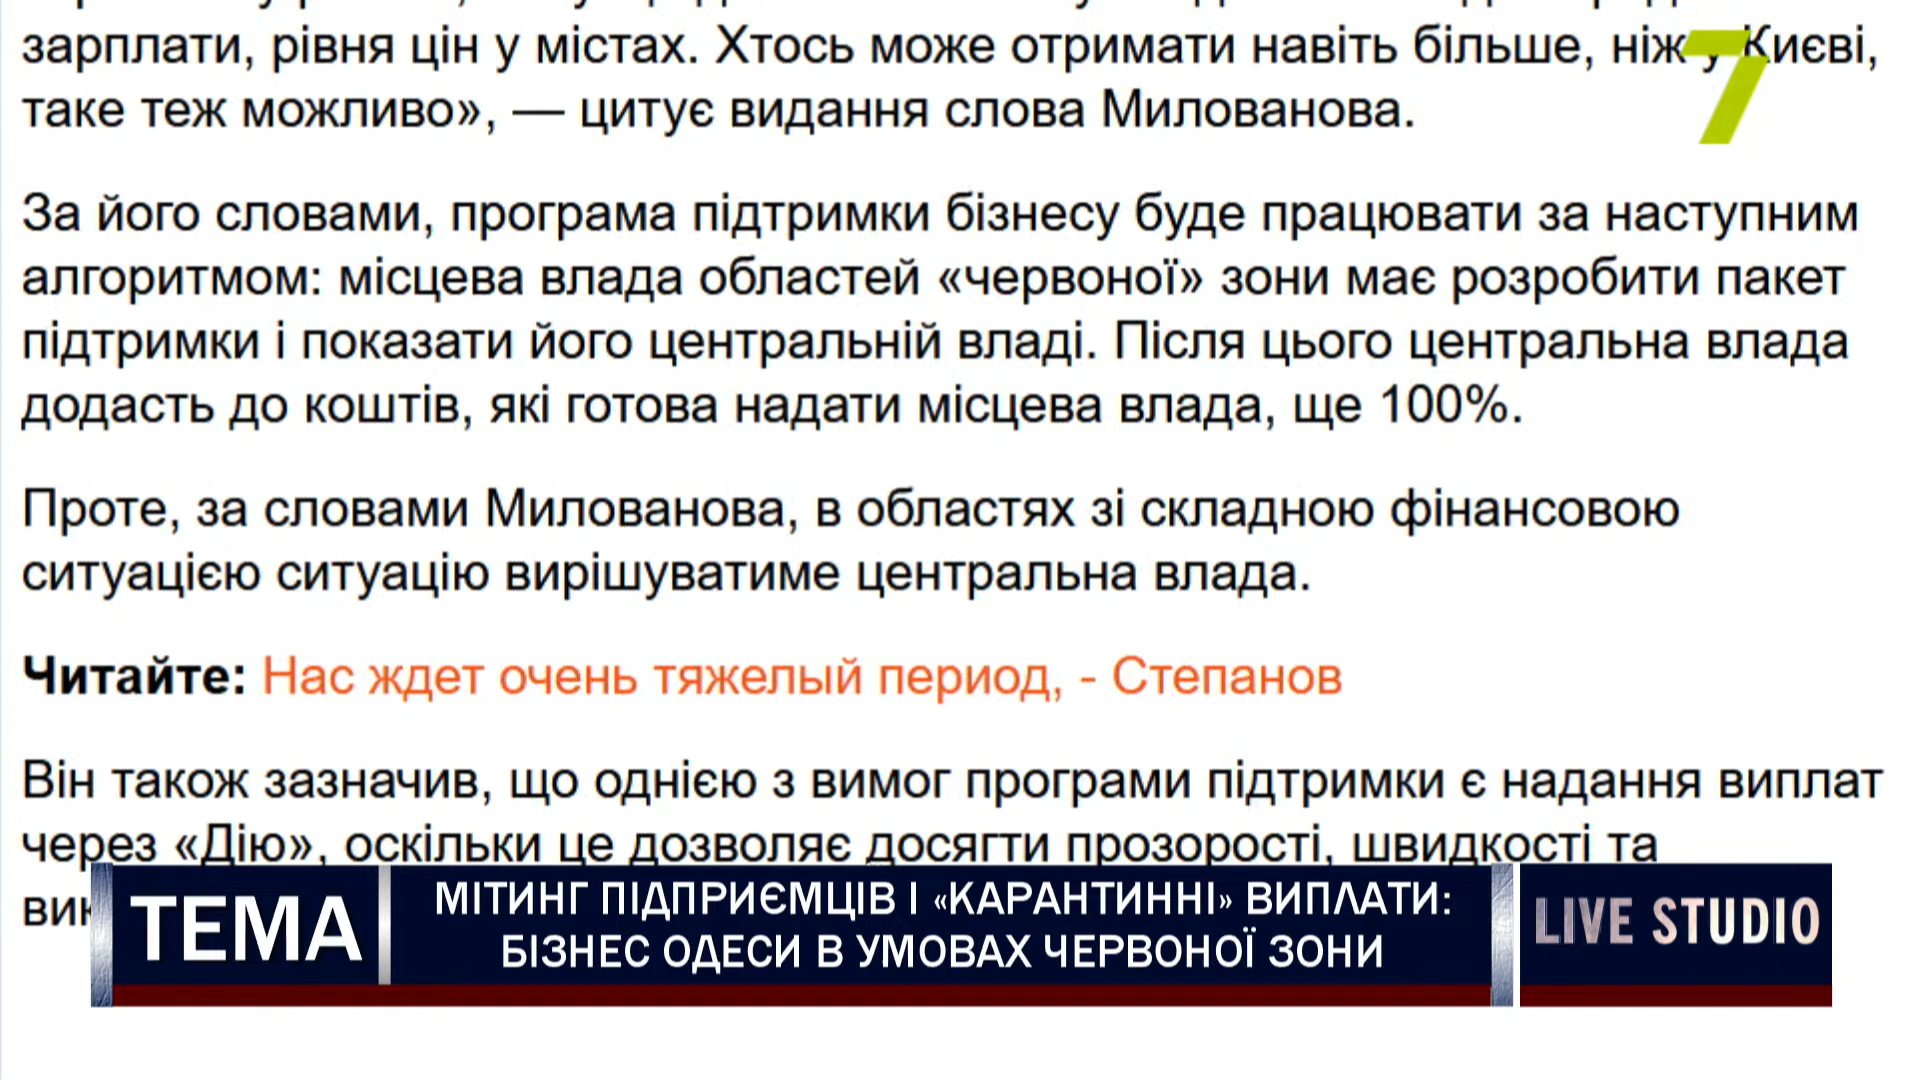 зарплати, рівня цін у містах. Хтось може отримати навіть більше, ніж у Києві,
7
таке теж можливо», — цитує видання слова Милованова.
За його словами, програма підтримки бізнесу буде працювати за наступним
алгоритмом: місцева влада областей «червоної» зони має розробити пакет
підтримки і показати його центральній владі. Після цього центральна влада
додасть до коштів, які готова надати місцева влада, ще 100%.
Проте, за словами Милованова, в областях зі складною фінансовою
ситуацією ситуацію вирішуватиме центральна влада.
Читайте: Нас ждет очень тяжелый период, - Степанов
Він також зазначив, що однією з вимог програми підтримки є надання виплат
через «Дію», оскільки це дозволяє досягти прозорості, швидкості та
ТЕМА
МІТИНГ ПІДПРИЄМЦІВ І «КАРАНТИННІ» ВИПЛАТИ:
БІЗНЕС ОДЕСИ В УМОВАХ ЧЕРВОНОЇ ЗОНИ
LIVE STUDIO